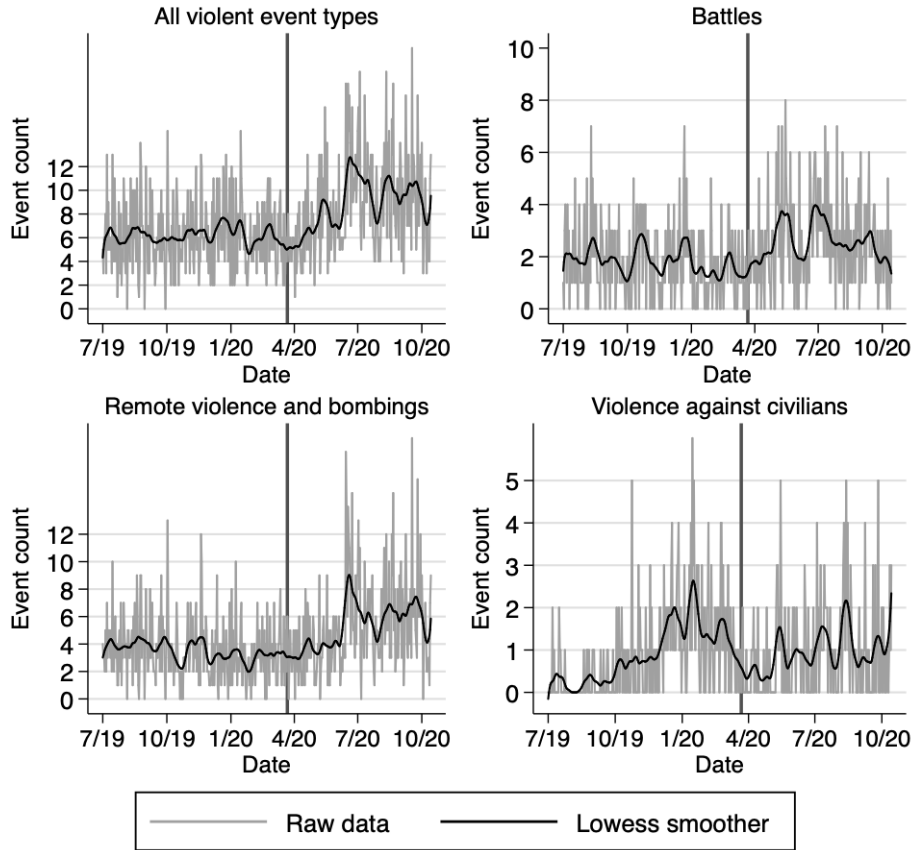 All violent event types
Event count
12
10
8
6
4
2
0
7/19 10/19 1/20 4/20 7/20 10/20
Date
Battles
Event count
10
8
6
4
2
0
7/19 10/19 1/20 4/20 7/20 10/20
Date
Remote violence and bombings
Event count
12
10
8
6
4
2
0
7/19 10/19 1/20 4/20 7/20 10/20
Date
Violence against civilians
Event count
5
4
3
2
1
0
7/19 10/19 1/20 4/20 7/20 10/20
Date
Raw data Lowess smoother